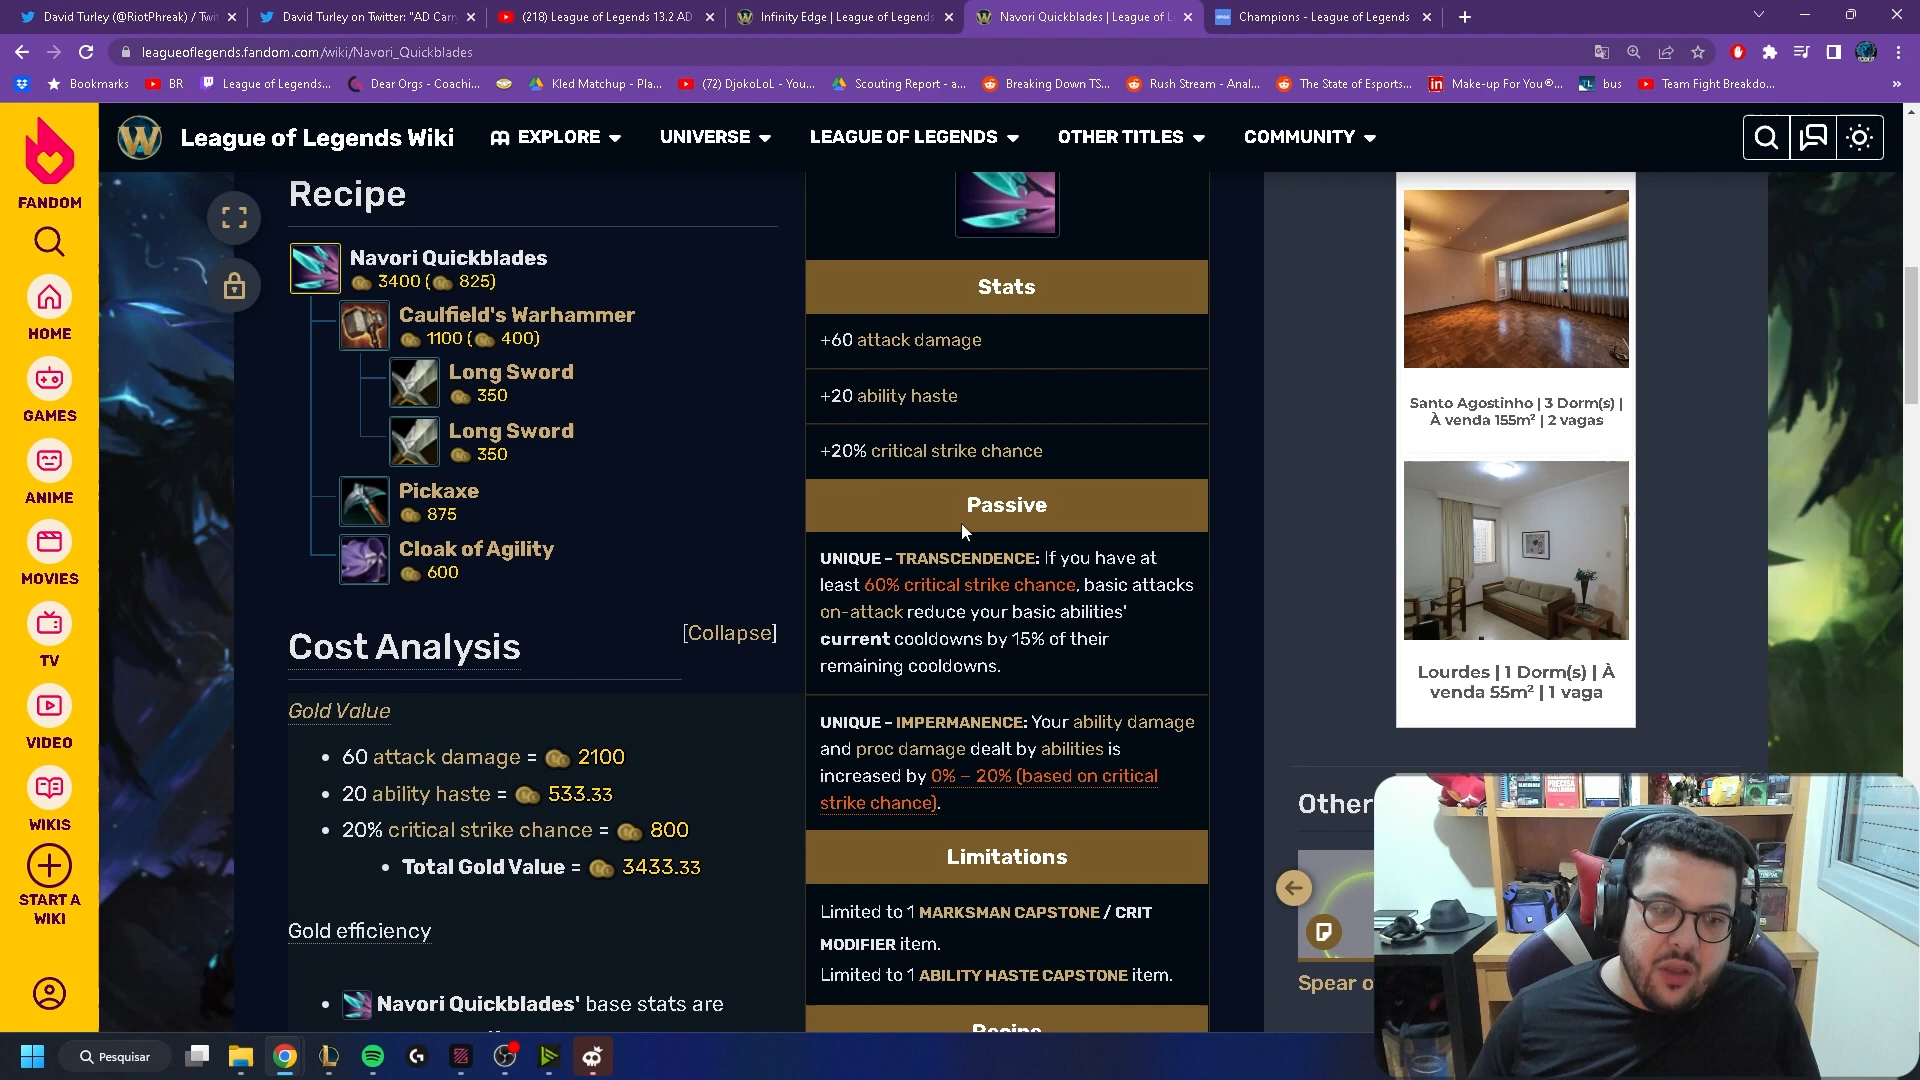 David Turley (@RiotPhreak) / Twi
David Turley on Twitter: "AD Carr
(218) League of Legends 13.2 AD
Infinity Edge | League of Legends
Navori Quickblades | League of L
Champions - League of Legends
leagueoflegends.fandom.com/wiki/Navori_Quickblades
Bookmarks
BR
League of Legends...
Dear Orgs - Coachi...
Kled Matchup - Pla...
(72) DjokoLoL - You...
Scouting Report - a...
Breaking Down TS...
Rush Stream - Anal...
The State of Esports...
Make-up For You®...
bus
Team Fight Breakdo...
FANDOM
HOME
GAMES
ANIME
MOVIES
TV
VIDEO
WIKIS
START A
WIKI
League of Legends Wiki
EXPLORE
UNIVERSE
LEAGUE OF LEGENDS
OTHER TITLES
COMMUNITY
Recipe
Navori Quickblades
3400 ( 825)
Caulfield's Warhammer
1100 ( 400)
Long Sword
350
Long Sword
350
Pickaxe
875
Cloak of Agility
600
Cost Analysis
[Collapse]
Gold Value
• 60 attack damage = 2100
• 20 ability haste = 533.33
• 20% critical strike chance = 800
• Total Gold Value = 3433.33
Gold efficiency
• Navori Quickblades' base stats are
Stats
+60 attack damage
+20 ability haste
+20% critical strike chance
Passive
UNIQUE – TRANSCENDENCE: If you have at
least 60% critical strike chance, basic attacks
on-attack reduce your basic abilities'
current cooldowns by 15% of their
remaining cooldowns.
UNIQUE – IMPERMANENCE: Your ability damage
and proc damage dealt by abilities is
increased by 0% – 20% (based on critical
strike chance).
Limitations
Limited to 1 MARKSMAN CAPSTONE / CRIT
MODIFIER item.
Limited to 1 ABILITY HASTE CAPSTONE item.
Recipe
Santo Agostinho | 3 Dorm(s) |
À venda 155m² | 2 vagas
Lourdes | 1 Dorm(s) | À
venda 55m² | 1 vaga
Other
Spear o
Pesquisar